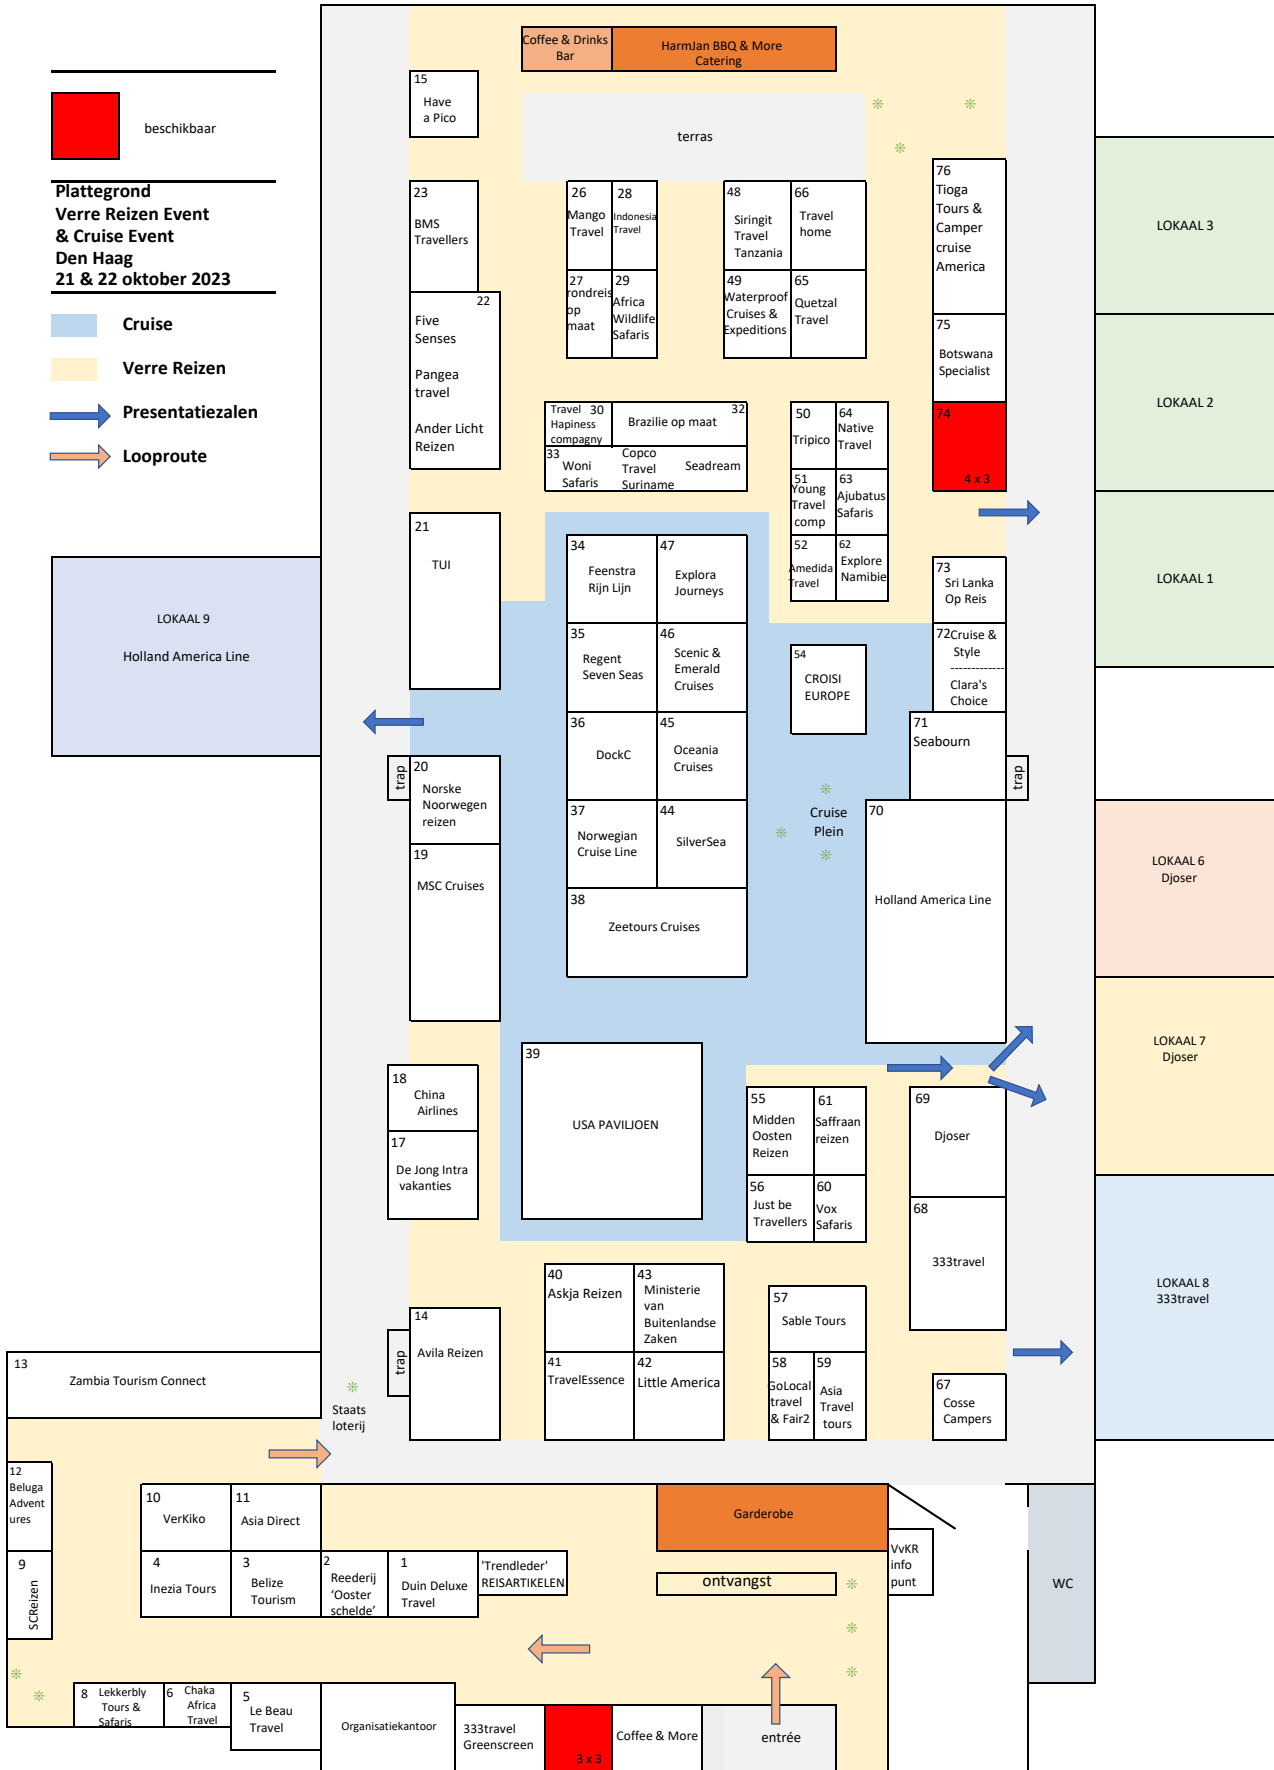 Coffee & Drinks
Bar
HarmJan BBQ & More
Catering
15
Have
a Pico
beschikbaar
terras
Plattegrond
Verre Reizen Event
& Cruise Event
Den Haag
21 & 22 oktober 2023
Cruise
Verre Reizen
Presentatiezalen
Looproute
23
BMS
Travellers
26
Mango
Travel
28
Indonesia
Travel
48
Siringit
Travel
Tanzania
66
Travel
home
76
Tioga
Tours &
Camper
cruise
America
LOKAAL 3
22
Five
Senses
Pangea
travel
Ander Licht
Reizen
27
rondreis
op
maat
29
Africa
Wildlife
Safaris
49
Waterproof
Cruises &
Expeditions
65
Quetzal
Travel
75
Botswana
Specialist
LOKAAL 2
Travel 30
Hapiness
compagny
32
Brazilie op maat
33
Woni
Safaris
Copco
Travel
Suriname
Seadream
50
Tripico
64
Native
Travel
74
4 x 3
51
Young
Travel
comp
63
Ajubatus
Safaris
52
Amedida
Travel
62
Explore
Namibie
LOKAAL 1
21
TUI
34
Feenstra
Rijn Lijn
47
Explora
Journeys
73
Sri Lanka
Op Reis
LOKAAL 9
Holland America Line
35
Regent
Seven Seas
46
Scenic &
Emerald
Cruises
54
CROISI
EUROPE
72 Cruise &
Style
-------------
Clara's
Choice
36
DockC
45
Oceania
Cruises
71
Seabourn
trap
20
Norske
Noorwegen
reizen
trap
37
Norwegian
Cruise Line
44
SilverSea
Cruise
Plein
70
Holland America Line
LOKAAL 6
Djoser
19
MSC Cruises
38
Zeetours Cruises
LOKAAL 7
Djoser
18
China
Airlines
17
De Jong Intra
vakanties
39
USA PAVILJOEN
55
Midden
Oosten
Reizen
61
Saffraan
reizen
69
Djoser
56
Just be
Travellers
60
Vox
Safaris
68
333travel
LOKAAL 8
333travel
40
Askja Reizen
43
Ministerie
van
Buitenlandse
Zaken
57
Sable Tours
14
Avila Reizen
trap
41
TravelEssence
42
Little America
58
GoLocal
travel
& Fair2
59
Asia
Travel
tours
67
Cosse
Campers
13
Zambia Tourism Connect
Staats
loterij
12
Beluga
Advent
ures
10
VerKiko
11
Asia Direct
Garderobe
9
SCReizen
4
Inezia Tours
3
Belize
Tourism
2
Reederij
‘Ooster
schelde’
1
Duin Deluxe
Travel
'Trendleder'
REISARTIKELEN
ontvangst
VvKR
info
punt
WC
8 Lekkerbly
Tours &
Safaris
6 Chaka
Africa
Travel
5
Le Beau
Travel
Organisatiekantoor
333travel
Greenscreen
3 x 3
Coffee & More
entrée